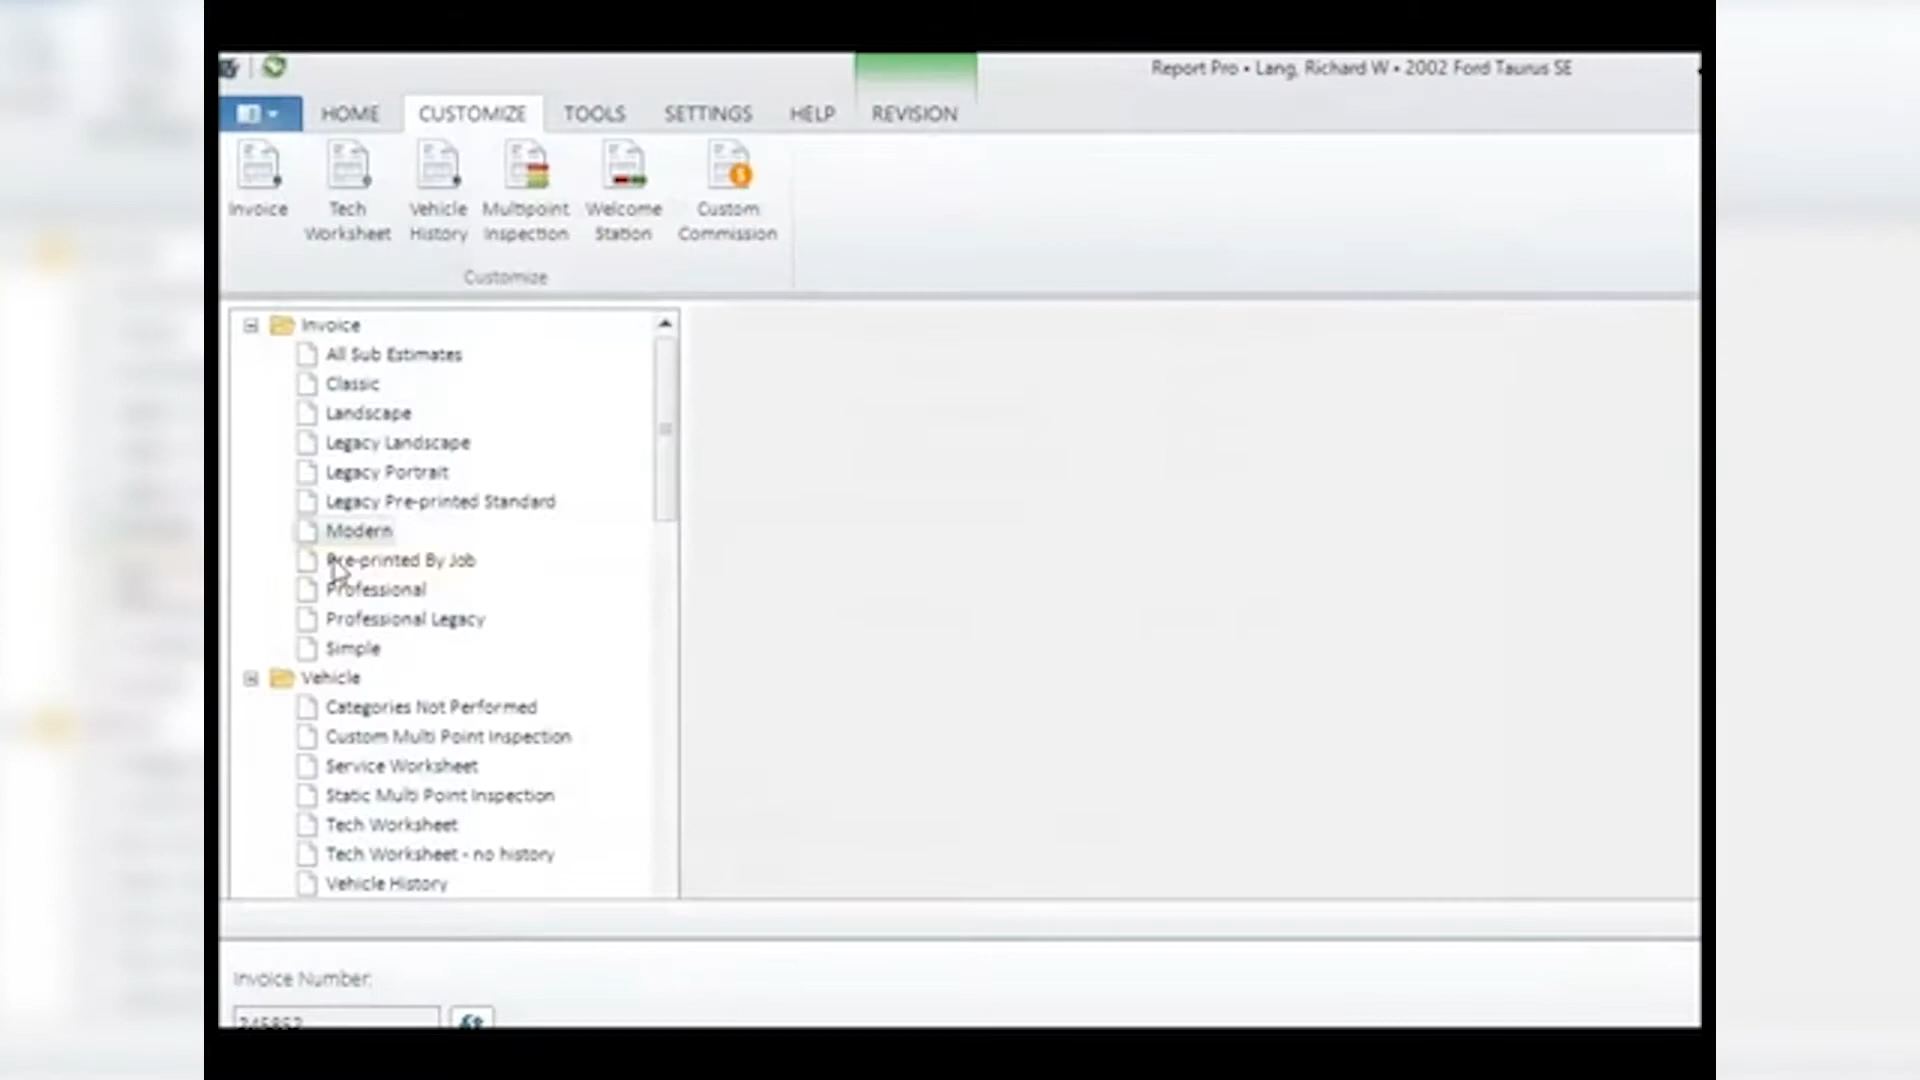 Report Pro • Lang, Richard W • 2002 Ford Taurus SE
HOME CUSTOMIZE TOOLS SETTINGS HELP REVISION
Invoice
Tech Worksheet
Vehicle History
Multipoint Inspection
Welcome Station
Custom Commission
Customize
Invoice
All Sub Estimates
Classic
Landscape
Legacy Landscape
Legacy Portrait
Legacy Pre-printed Standard
Modern
Pre-printed By Job
Professional
Professional Legacy
Simple
Vehicle
Categories Not Performed
Custom Multi Point Inspection
Service Worksheet
Static Multi Point Inspection
Tech Worksheet
Tech Worksheet - no history
Vehicle History
Invoice Number: